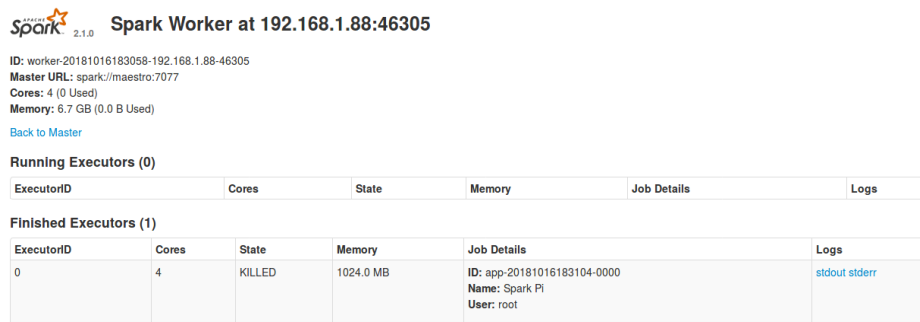 APACHE
Spark 2.1.0 Spark Worker at 192.168.1.88:46305
ID: worker-20181016183058-192.168.1.88-46305
Master URL: spark://maestro:7077
Cores: 4 (0 Used)
Memory: 6.7 GB (0.0 B Used)
Back to Master
Running Executors (0)
ExecutorID Cores State Memory Job Details Logs
Finished Executors (1)
ExecutorID Cores State Memory Job Details Logs
0 4 KILLED 1024.0 MB ID: app-20181016183104-0000 stdout stderr
Name: Spark Pi
User: root